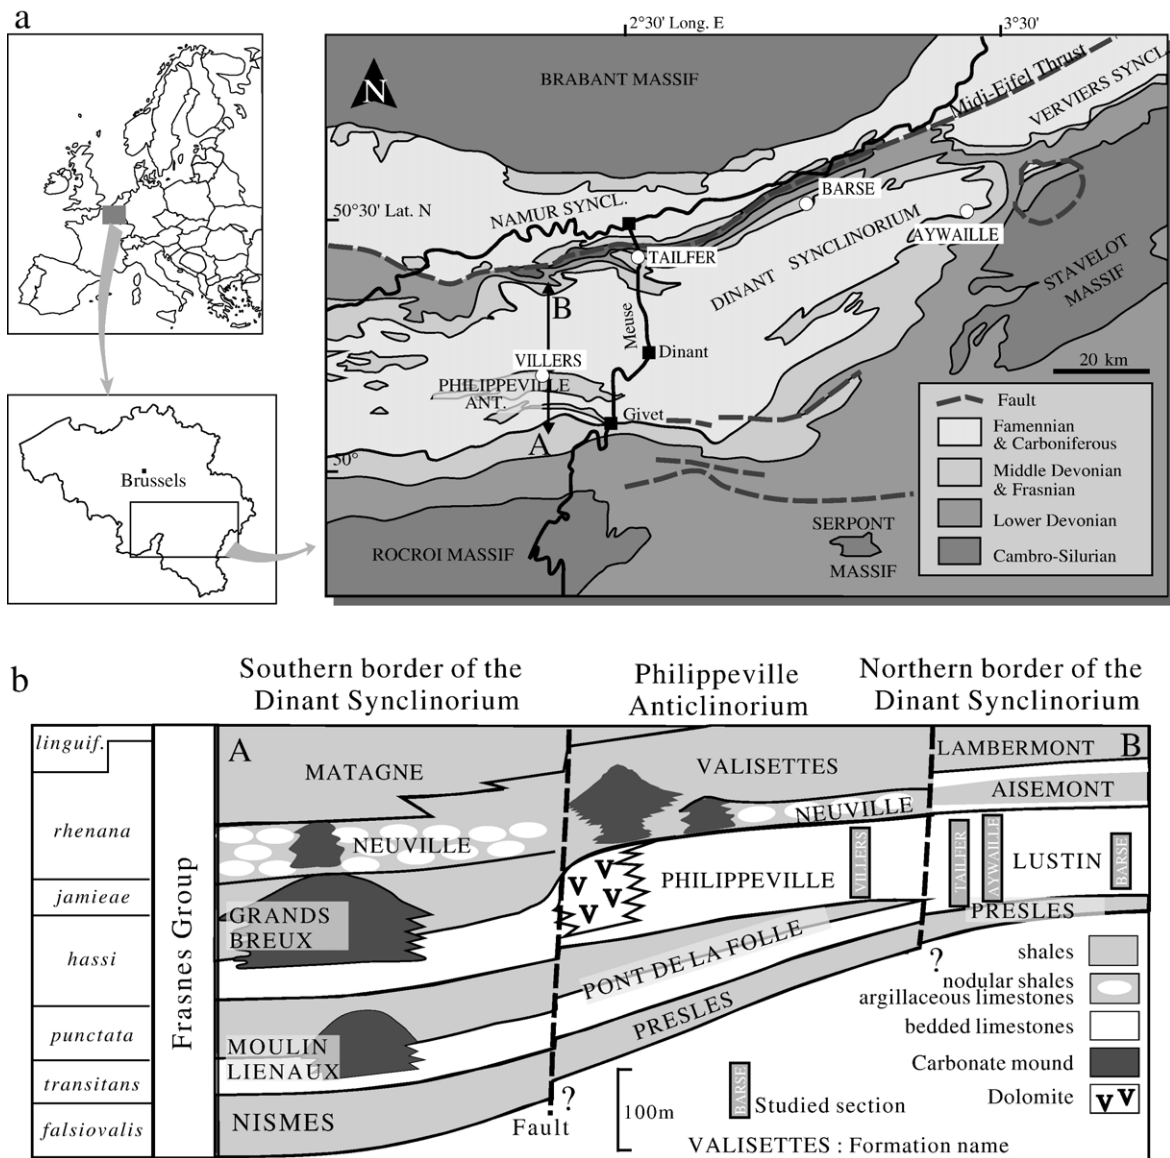 a
2°30' Long. E
3°30'
BRABANT MASSIF
N
Midi-Eifel Thrust
VERVIERS SYNCL.
BARSE
50°30' Lat. N
NAMUR SYNCL.
AYWAILLE
TAILFER
DINANT SYNCLINORIUM
STAVELOT
MASSIF
B
Meuse
VILLERS
Dinant
20 km
PHILIPPEVILLE
ANT.
Givet
A
50°
Fault
Famennian
& Carboniferous
Middle Devonian
& Frasnian
Lower Devonian
Cambro-Silurian
Brussels
ROCROI MASSIF
SERPONT
MASSIF
b
Southern border of the
Dinant Synclinorium
Philippeville
Anticlinorium
Northern border of the
Dinant Synclinorium
linguif.
rhenana
jamieae
hassi
punctata
transitans
falsiovalis
Frasnes Group
A
B
MATAGNE
VALISETTES
LAMBERMONT
AISEMONT
NEUVILLE
NEUVILLE
PHILIPPEVILLE
VILLERS
TAILFER
AYWAILLE
LUSTIN
BARSE
GRANDS
BREUX
PONT DE LA FOLLE
PRESLES
PRESLES
MOULIN
LIENAUX
NISMES
?
?
Fault
100m
BARSE
Studied section
VALISETTES : Formation name
shales
nodular shales
argillaceous limestones
bedded limestones
Carbonate mound
Dolomite
V V
V
V
V
V